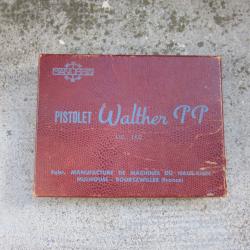 PISTOLET Walther PP
Fabr. MANUFACTURE DE MACHINES DU HAUT-RHIN
MULHOUSE - BOURTZWILLER (France)